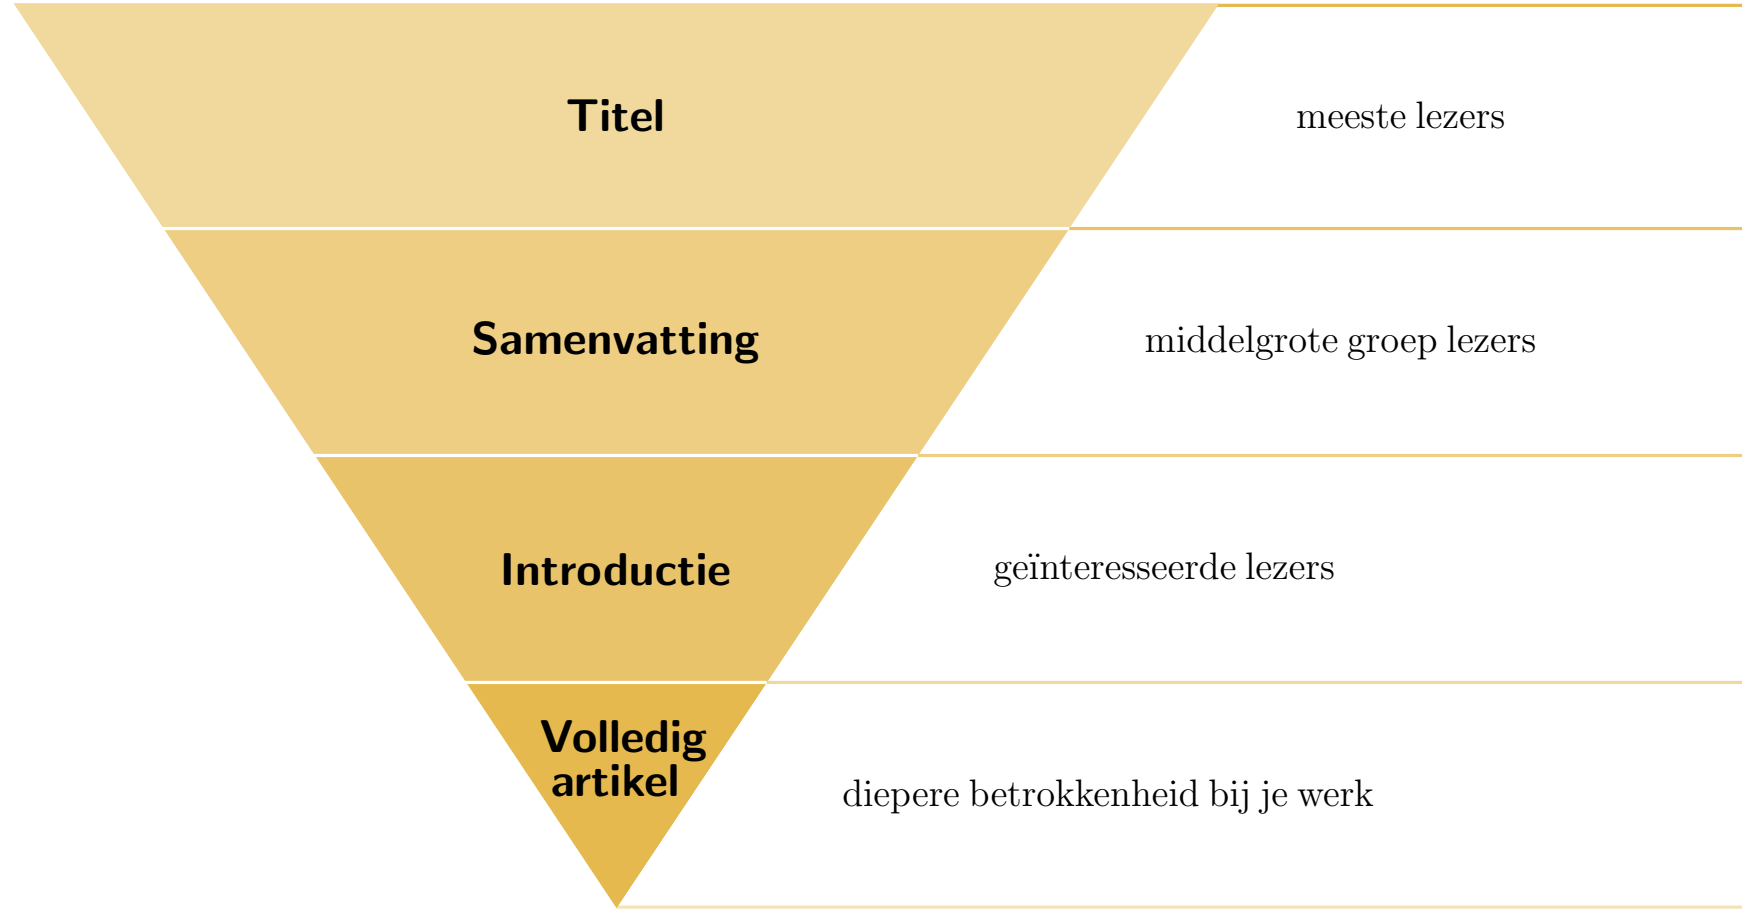 Titel
meeste lezers
Samenvatting
middelgrote groep lezers
Introductie
geïnteresseerde lezers
Volledig
artikel
diepere betrokkenheid bij je werk